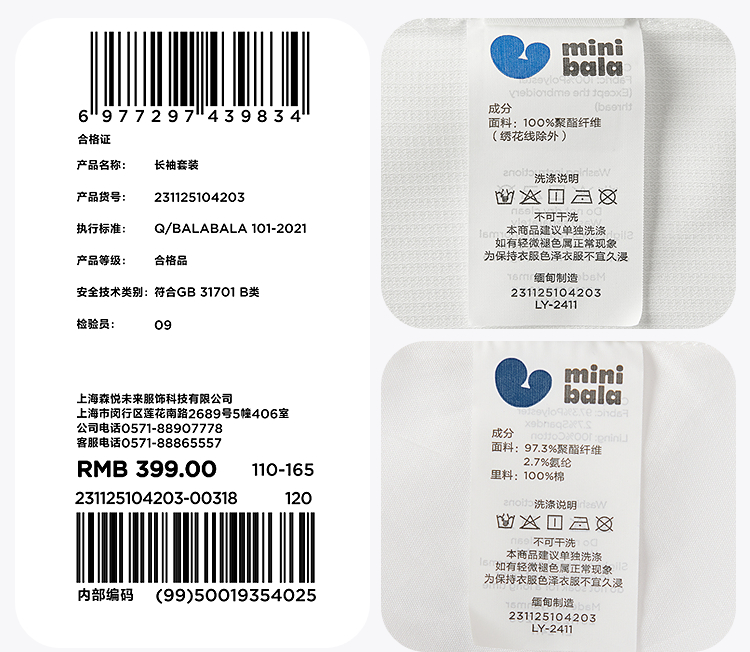 6 977297 439834
合格证
产品名称: 长袖套装
产品货号: 231125104203
执行标准: Q/BALABALA 101-2021
产品等级: 合格品
安全技术类别: 符合GB 31701 B类
检验员: 09
上海森悦未来服饰科技有限公司
上海市闵行区莲花南路2689号5幢406室
公司电话0571-88907778
客服电话0571-88865557
RMB 399.00 110-165
231125104203-00318 120
内部编码 (99)50019354025
mini
bala
成分
面料: 100%聚酯纤维
(绣花线除外)
洗涤说明
不可干洗
本商品建议单独洗涤
如有轻微褪色属正常现象
为保持衣服色泽衣服不宜久浸
缅甸制造
231125104203
LY-2411
mini
bala
成分
面料: 97.3%聚酯纤维
2.7%氨纶
里料: 100%棉
洗涤说明
不可干洗
本商品建议单独洗涤
如有轻微褪色属正常现象
为保持衣服色泽衣服不宜久浸
缅甸制造
231125104203
LY-2411